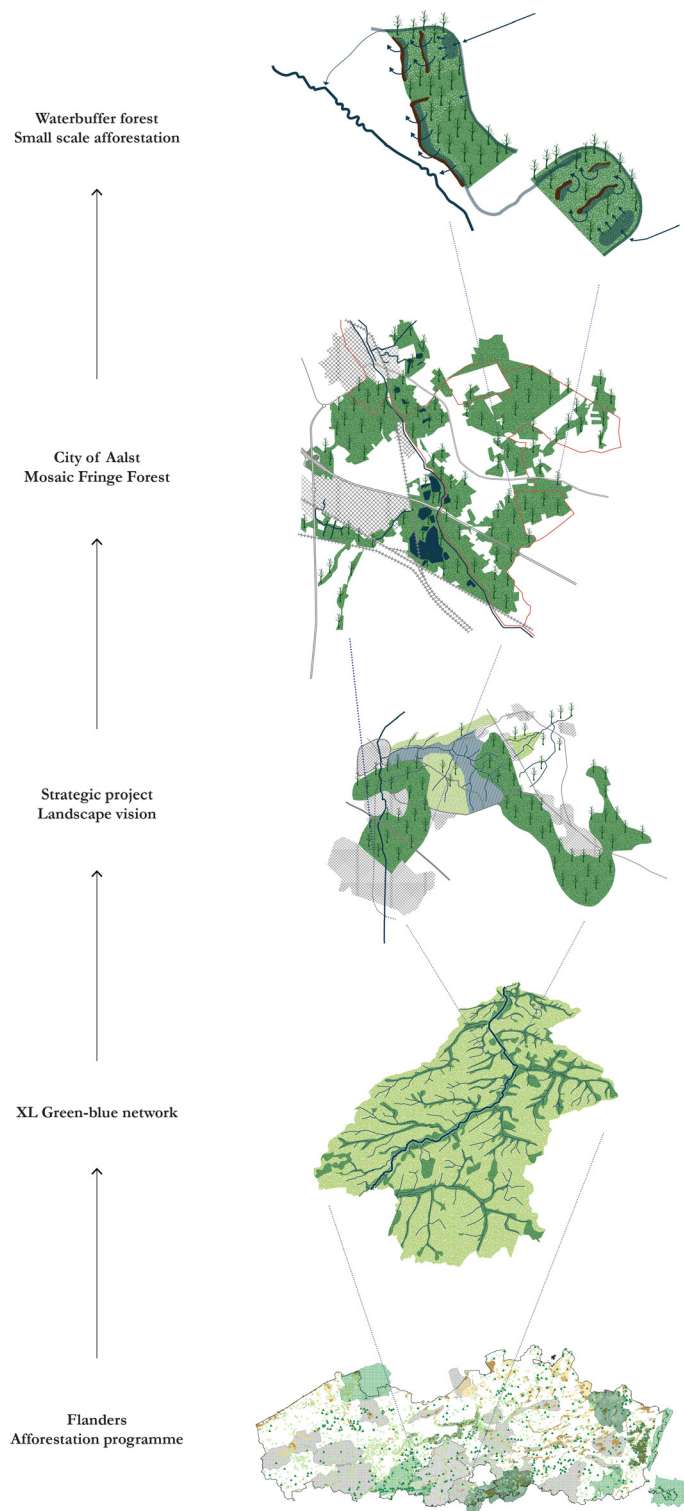 Waterbuffer forest
Small scale afforestation
City of Aalst
Mosaic Fringe Forest
Strategic project
Landscape vision
XL Green-blue network
Flanders
Afforestation programme